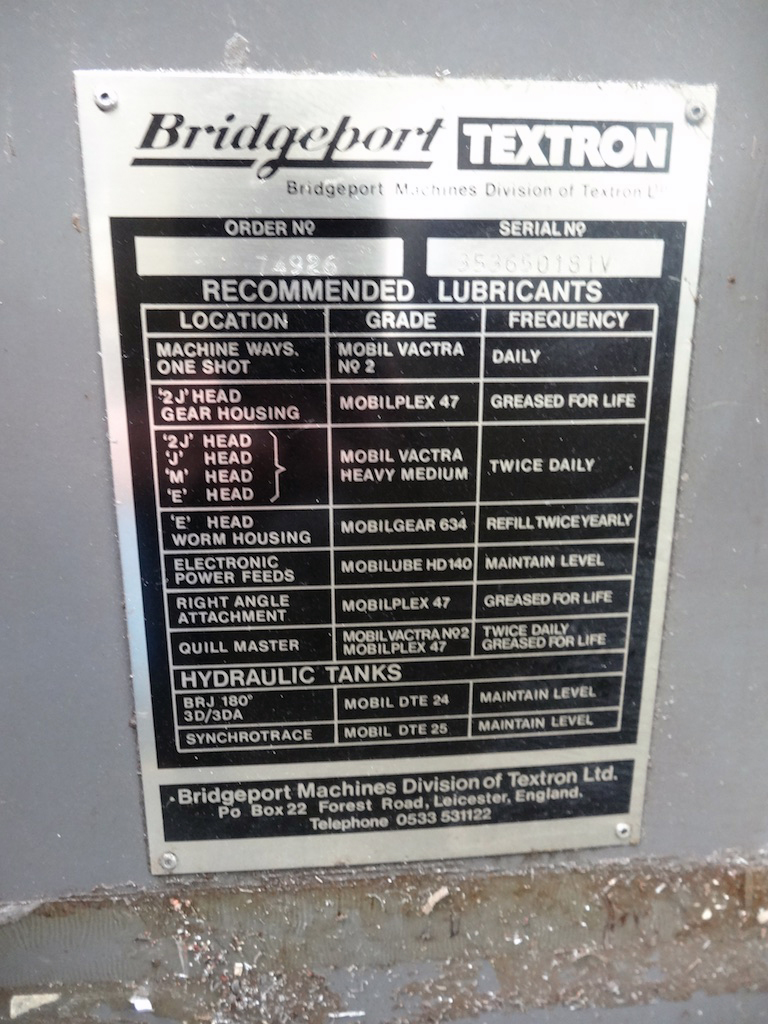 Bridgeport TEXTRON
Bridgeport Machines Division of Textron
ORDER Nº SERIAL Nº
74926
RECOMMENDED LUBRICANTS
LOCATION GRADE FREQUENCY
MACHINE WAYS. MOBIL VACTRA DAILY
ONE SHOT Nº 2
'2J' HEAD MOBILPLEX 47 GREASED FOR LIFE
GEAR HOUSING
'2J' HEAD
'J' HEAD MOBIL VACTRA TWICE DAILY
'M' HEAD HEAVY MEDIUM
'E' HEAD
'E' HEAD MOBILGEAR 634 REFILL TWICE YEARLY
WORM HOUSING
ELECTRONIC MOBILUBE HD140 MAINTAIN LEVEL
POWER FEEDS
RIGHT ANGLE MOBILPLEX 47 GREASED FOR LIFE
ATTACHMENT
QUILL MASTER MOBIL VACTRA Nº2 TWICE DAILY
MOBILPLEX 47 GREASED FOR LIFE
HYDRAULIC TANKS
BRJ 180° MOBIL DTE 24 MAINTAIN LEVEL
3D/3DA
SYNCHROTRACE MOBIL DTE 25 MAINTAIN LEVEL
Bridgeport Machines Division of Textron Ltd.
Po Box 22 Forest Road, Leicester, England.
Telephone 0533 531122